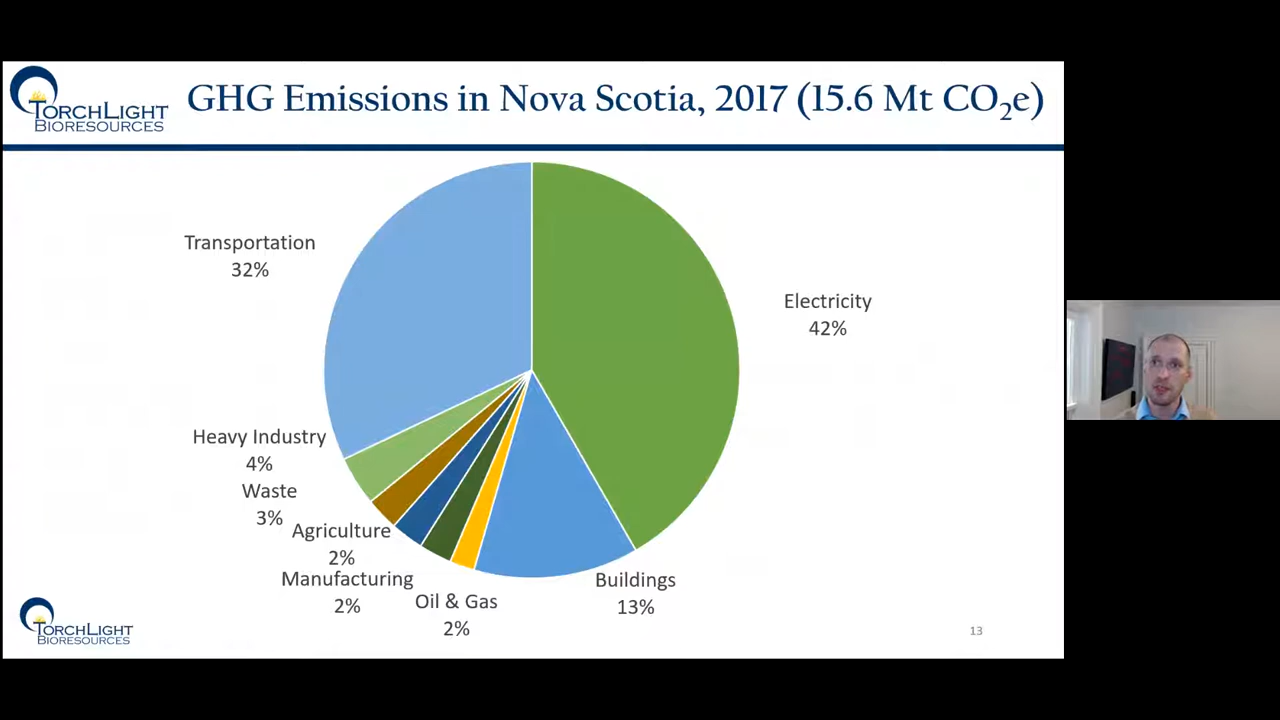 TORCHLIGHT
BIORESOURCES
GHG Emissions in Nova Scotia, 2017 (15.6 Mt CO₂e)
Transportation
32%
Electricity
42%
Heavy Industry
4%
Waste
3%
Agriculture
2%
Manufacturing
2%
Oil & Gas
2%
Buildings
13%
TORCHLIGHT
BIORESOURCES
13